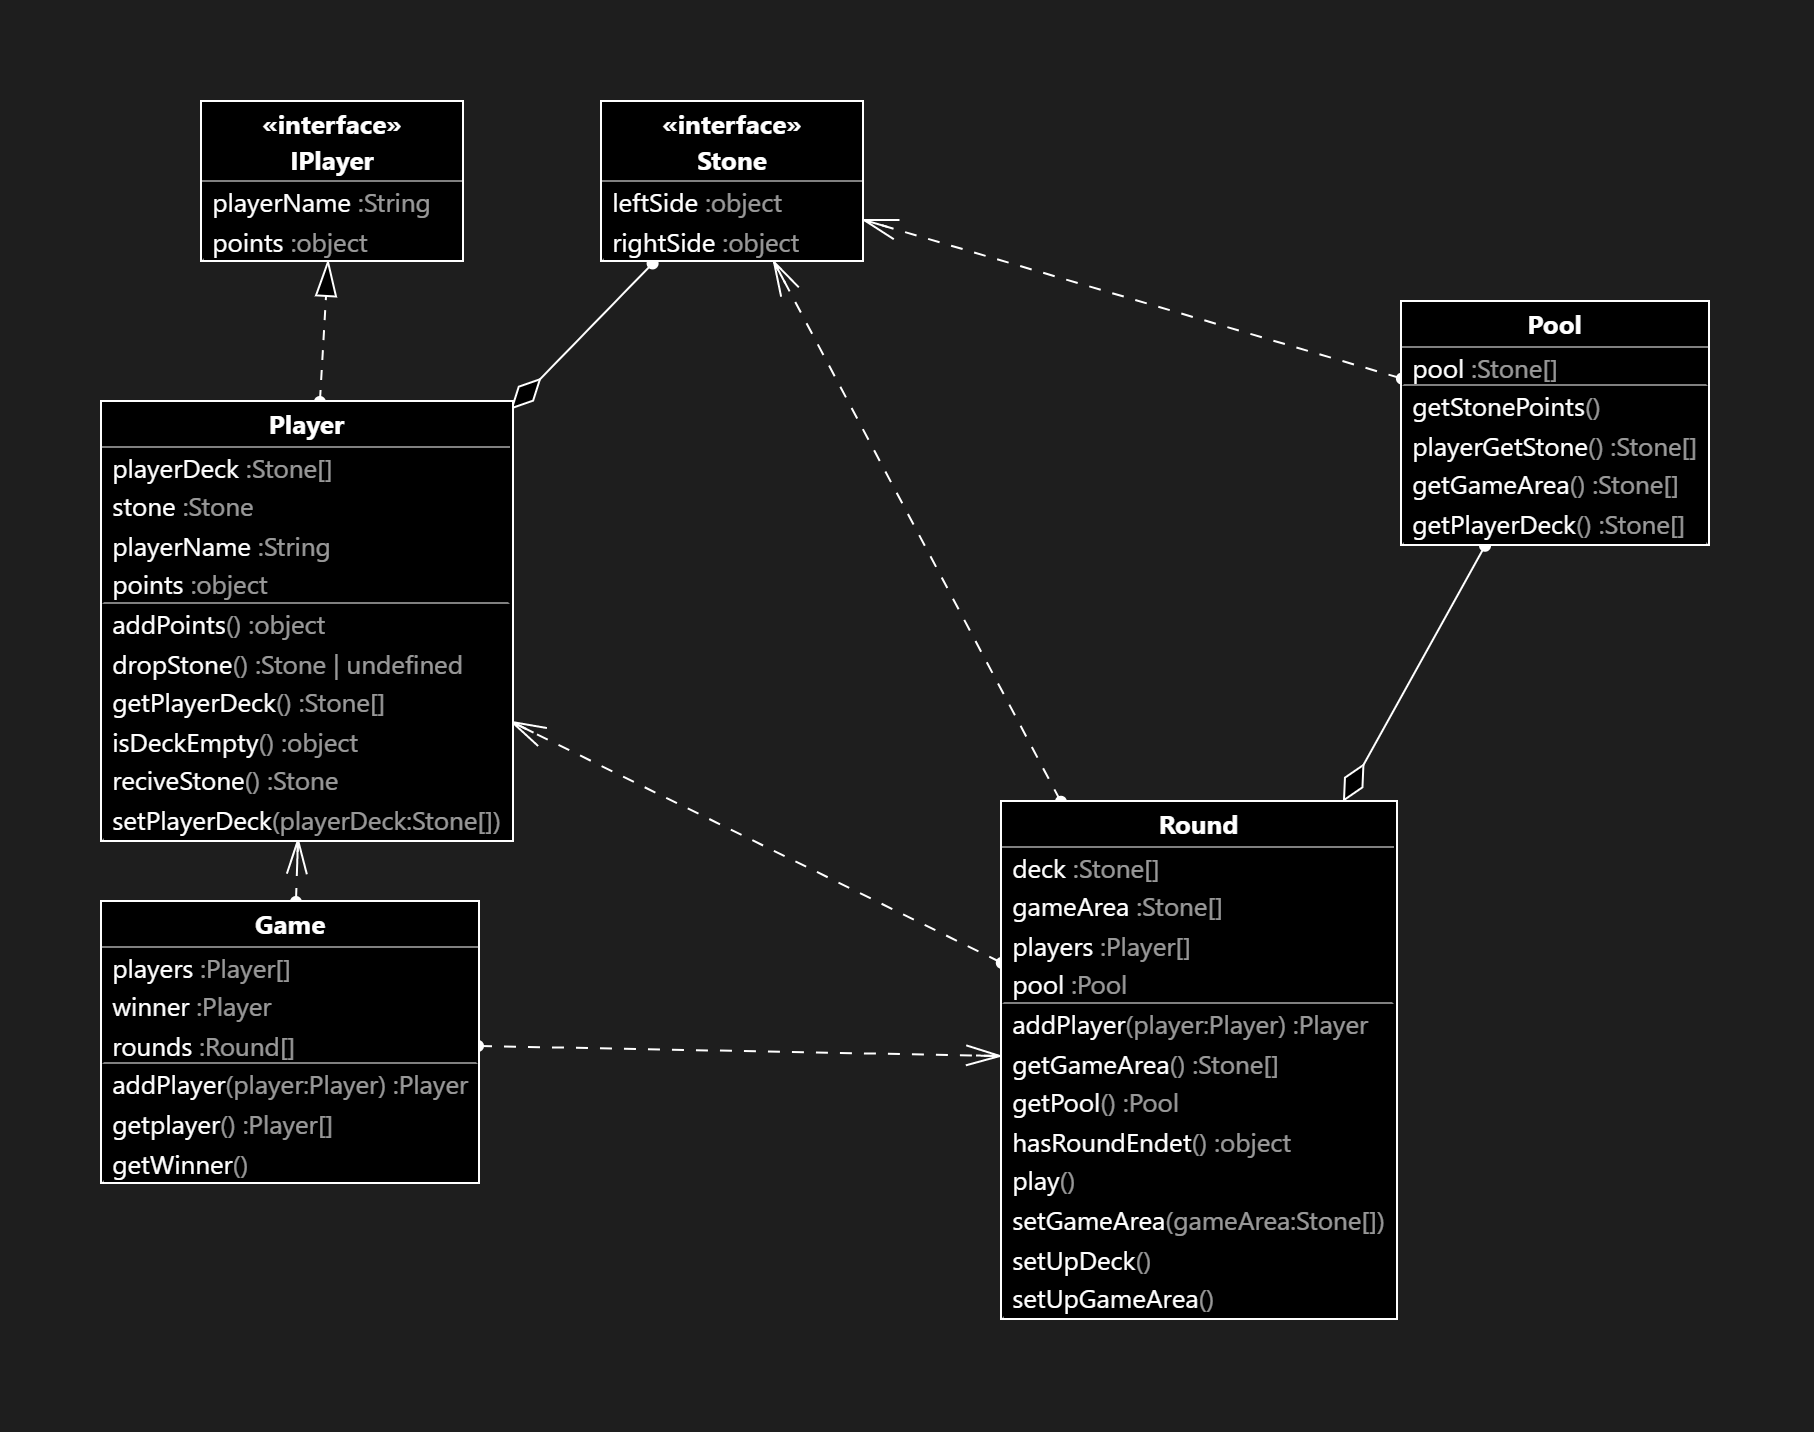 «interface»
IPlayer
playerName :String
points :object
«interface»
Stone
leftSide :object
rightSide :object
Pool
pool :Stone[]
getStonePoints()
playerGetStone() :Stone[]
getGameArea() :Stone[]
getPlayerDeck() :Stone[]
Player
playerDeck :Stone[]
stone :Stone
playerName :String
points :object
addPoints() :object
dropStone() :Stone | undefined
getPlayerDeck() :Stone[]
isDeckEmpty() :object
reciveStone() :Stone
setPlayerDeck(playerDeck:Stone[])
Game
players :Player[]
winner :Player
rounds :Round[]
addPlayer(player:Player) :Player
getplayer() :Player[]
getWinner()
Round
deck :Stone[]
gameArea :Stone[]
players :Player[]
pool :Pool
addPlayer(player:Player) :Player
getGameArea() :Stone[]
getPool() :Pool
hasRoundEndet() :object
play()
setGameArea(gameArea:Stone[])
setUpDeck()
setUpGameArea()